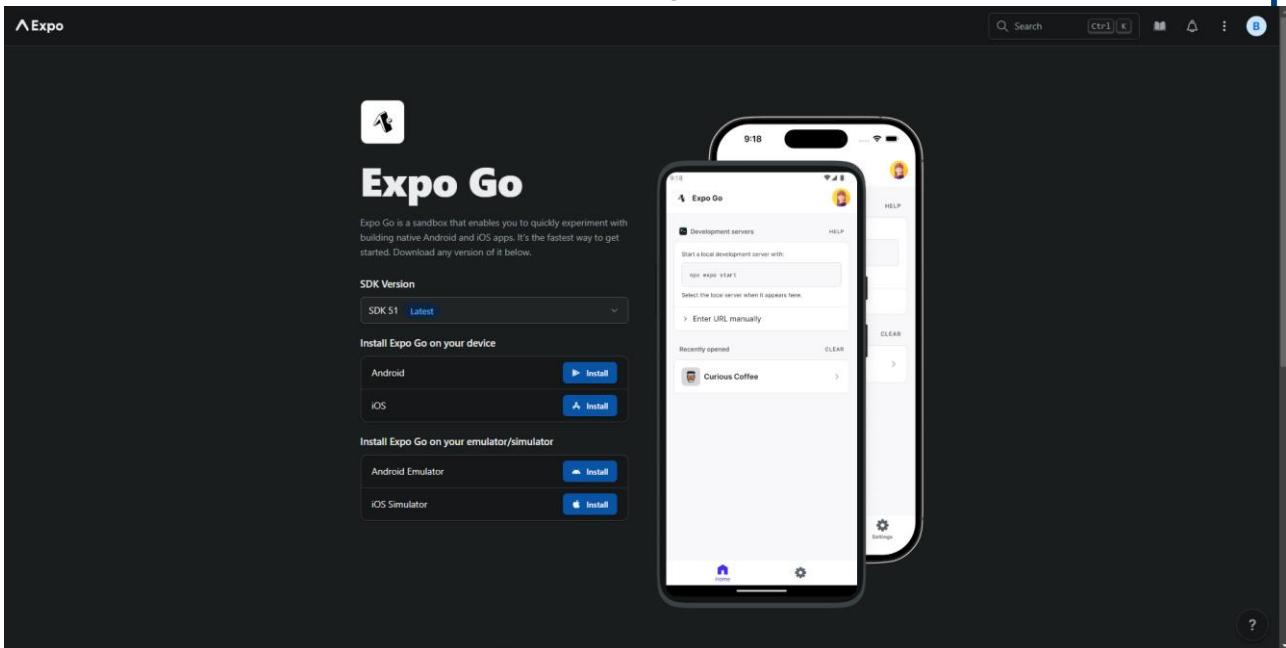 Expo
Search
Ctrl K
B
Expo Go
Expo Go is a sandbox that enables you to quickly experiment with
building native Android and iOS apps. It's the fastest way to get
started. Download any version of it below.
SDK Version
SDK 51 Latest
Install Expo Go on your device
Android Install
iOS Install
Install Expo Go on your emulator/simulator
Android Emulator Install
iOS Simulator Install
9:18
HELP
CLEAR
Settings
9:18
Expo Go
Development servers HELP
Start a local development server with:
npx expo start
Select the local server when it appears here.
> Enter URL manually
Recently opened CLEAR
Curious Coffee
Home
?